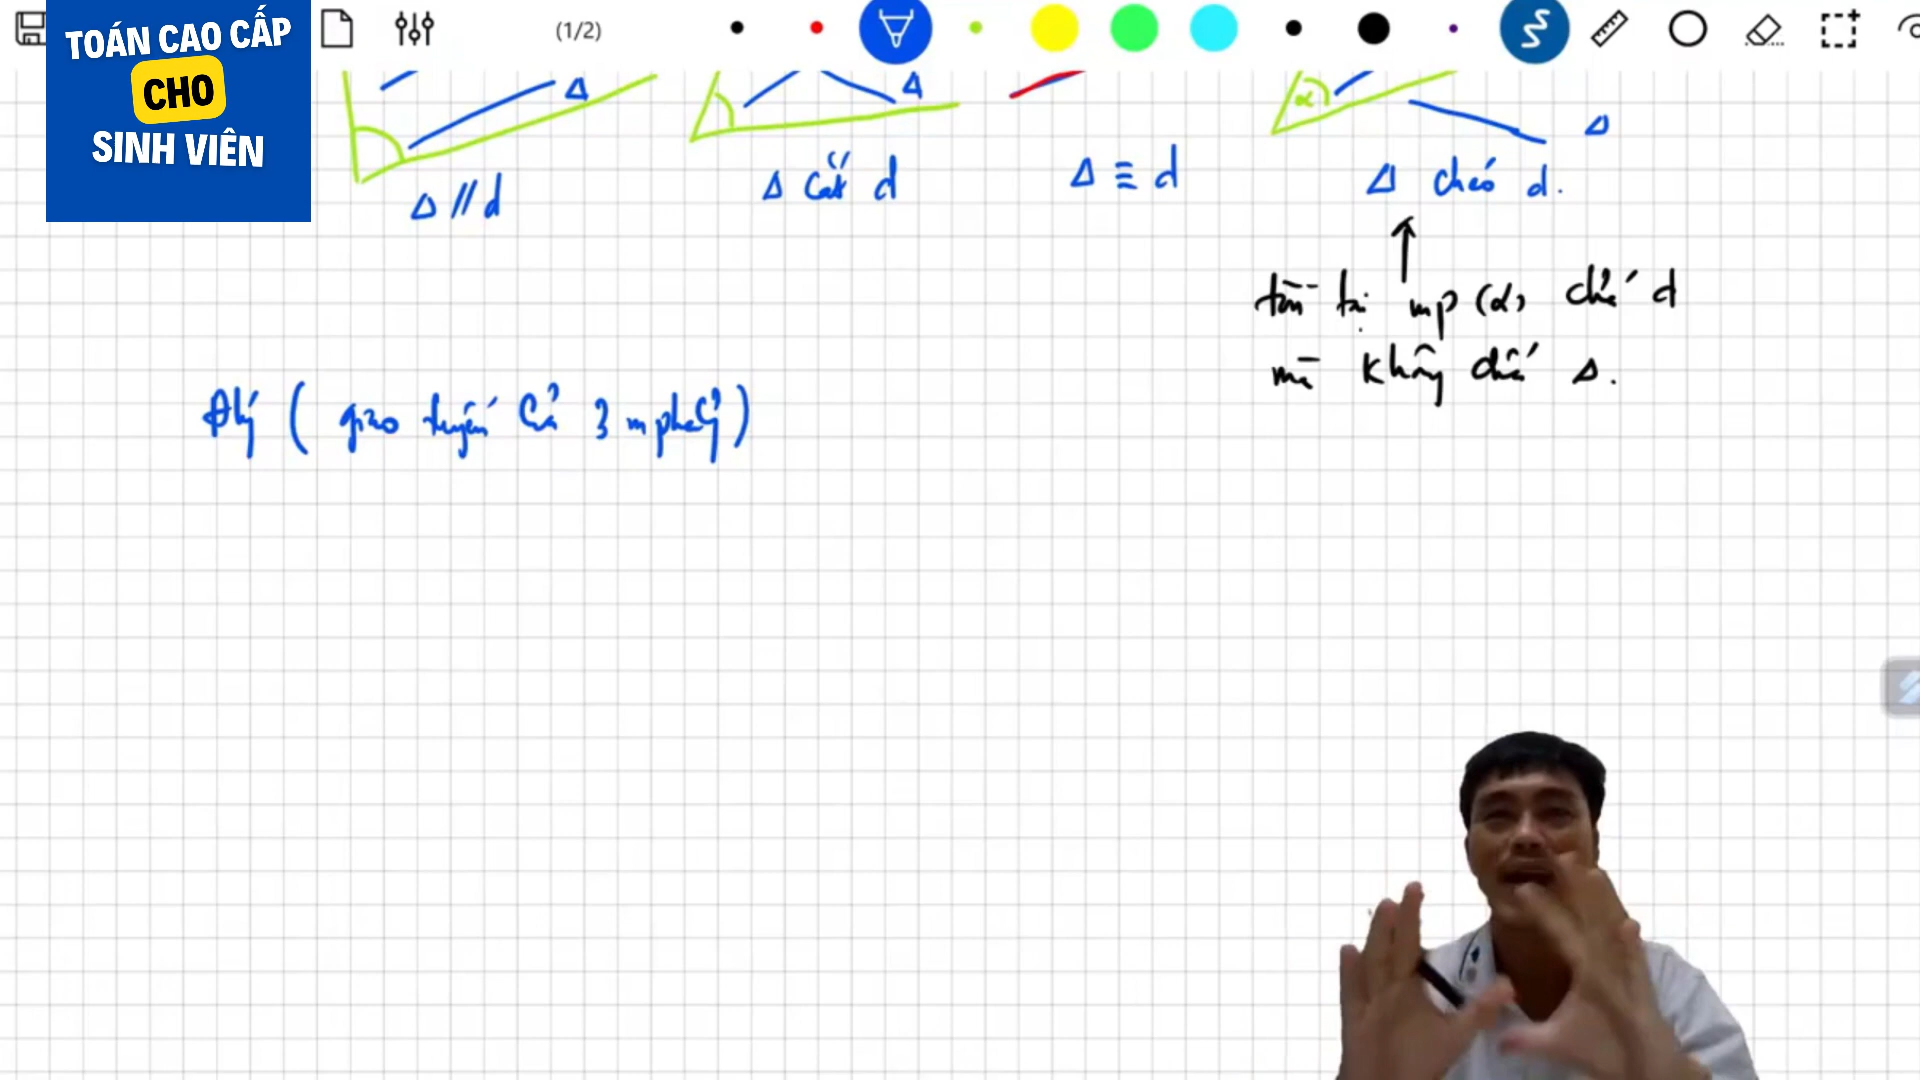 TOÁN CAO CẤP
CHO
SINH VIÊN
(1/2)
Δ
Δ
α
Δ
Δ // d
Δ cắt d
Δ ≡ d
Δ chéo d.
tồn tại mp (α) chứa d
mà không chứa Δ.
Đlý ( giao tuyến của 3 mphẳng )